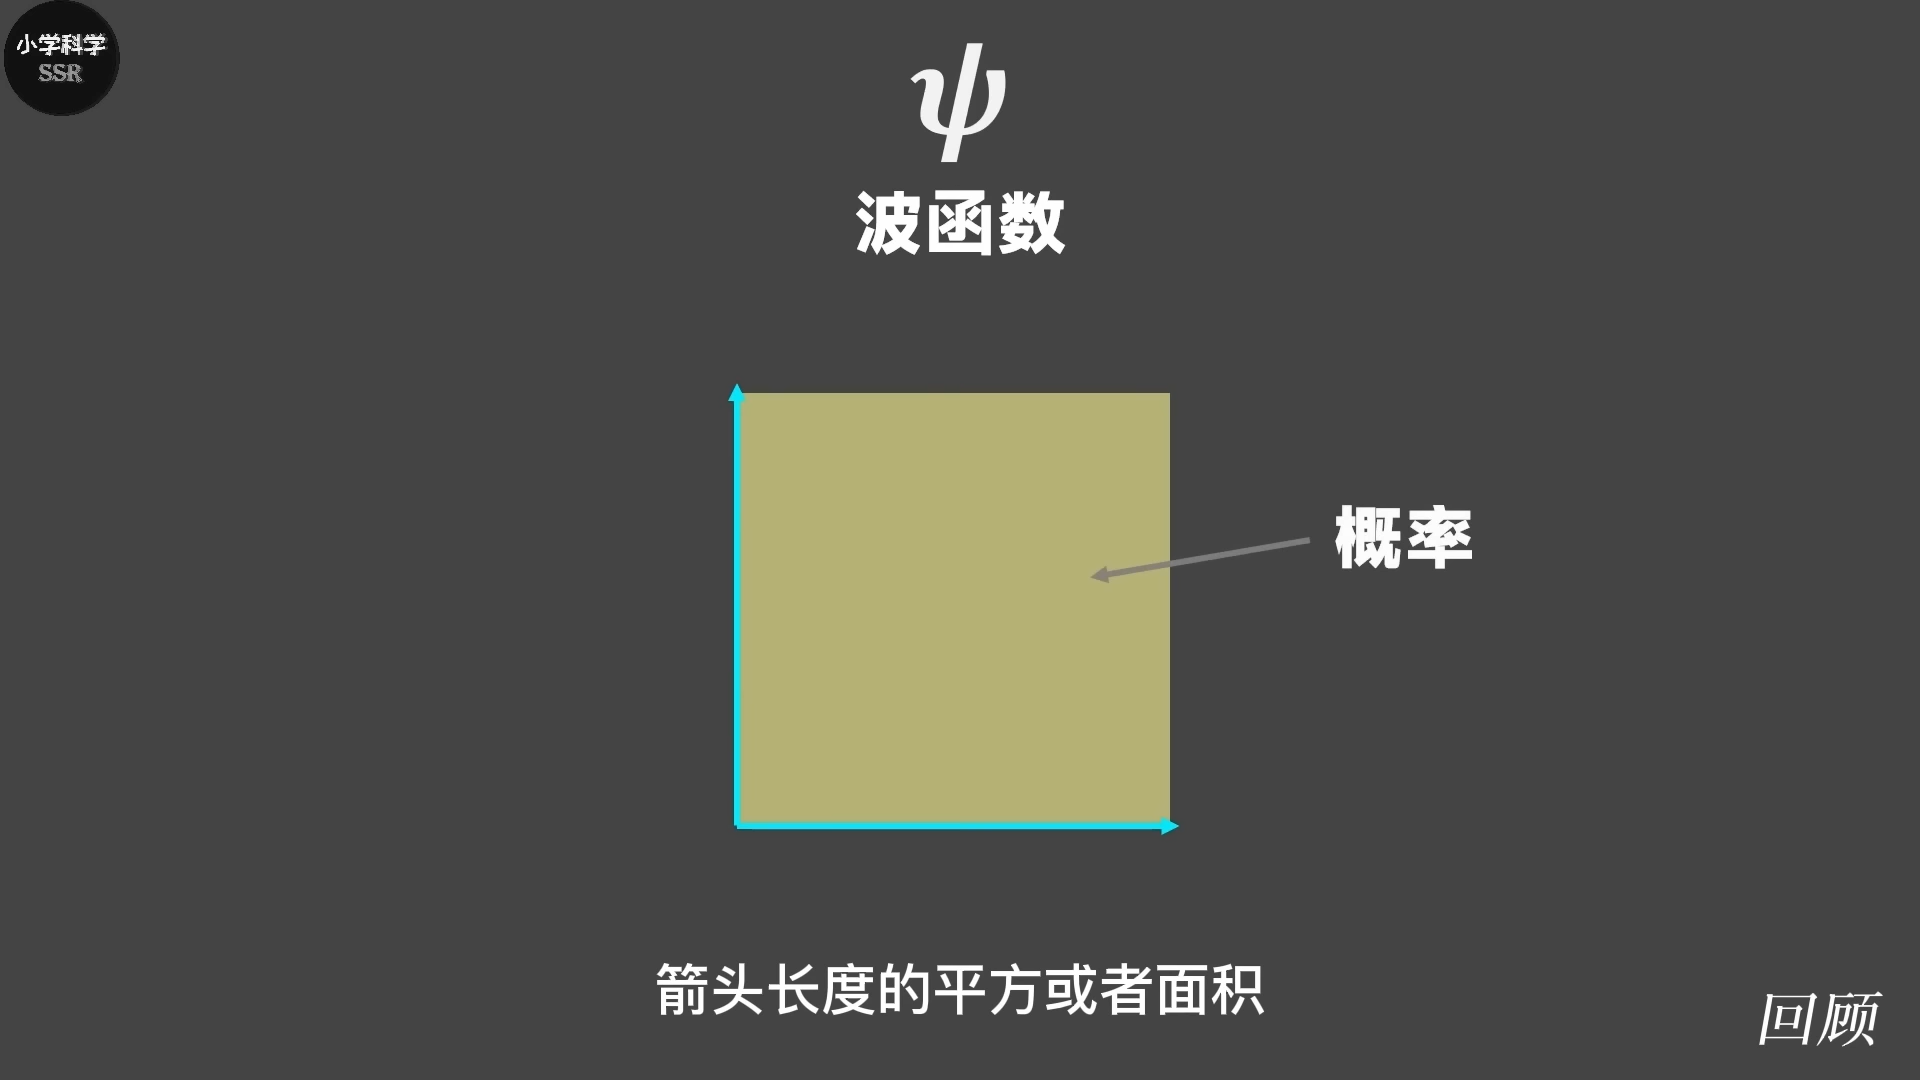 小学科学
SSR
ψ
波函数
概率
箭头长度的平方或者面积
回顾